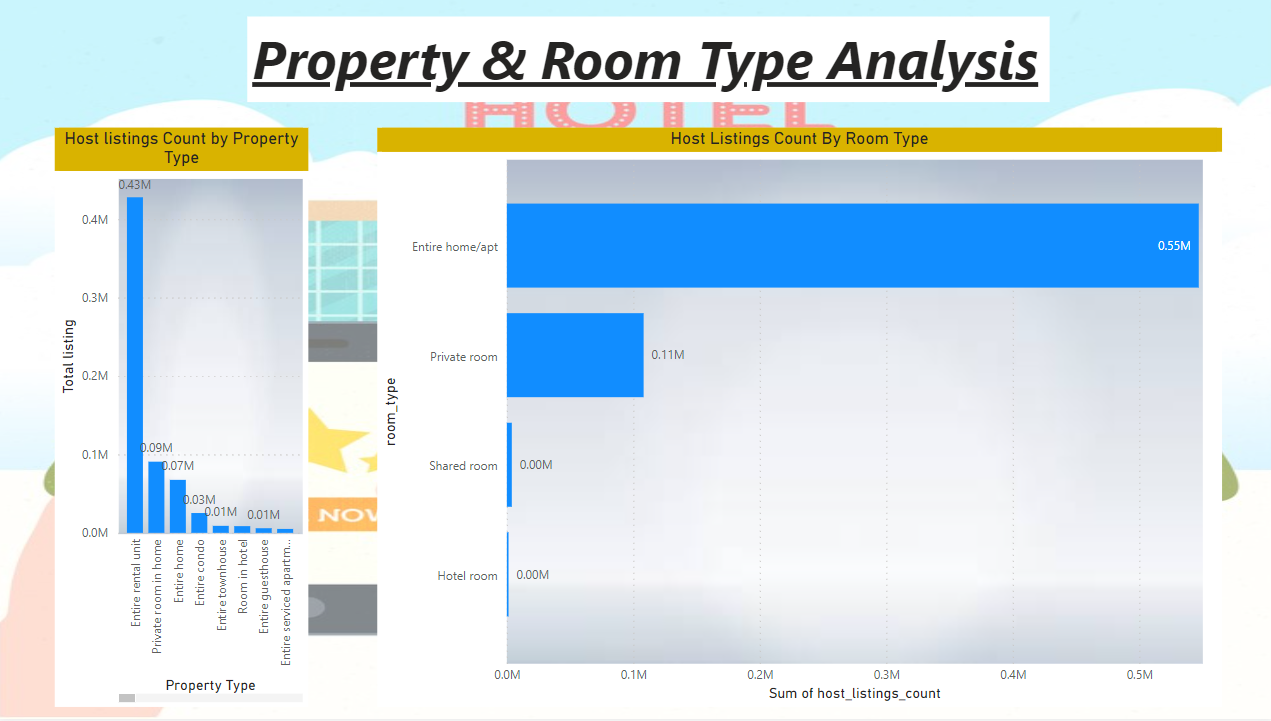 Property & Room Type Analysis
HOTEL
Host listings Count by Property
Type
0.43M
0.4M
0.3M
0.2M
0.1M
0.0M
Total listing
0.09M
0.07M
0.03M
0.01M
0.01M
Entire rental unit
Private room in home
Entire home
Entire condo
Entire townhouse
Room in hotel
Entire guesthouse
Entire serviced apartm...
Property Type
NOW
Host Listings Count By Room Type
room_type
Entire home/apt
0.55M
Private room
0.11M
Shared room
0.00M
Hotel room
0.00M
0.0M 0.1M 0.2M 0.3M 0.4M 0.5M
Sum of host_listings_count